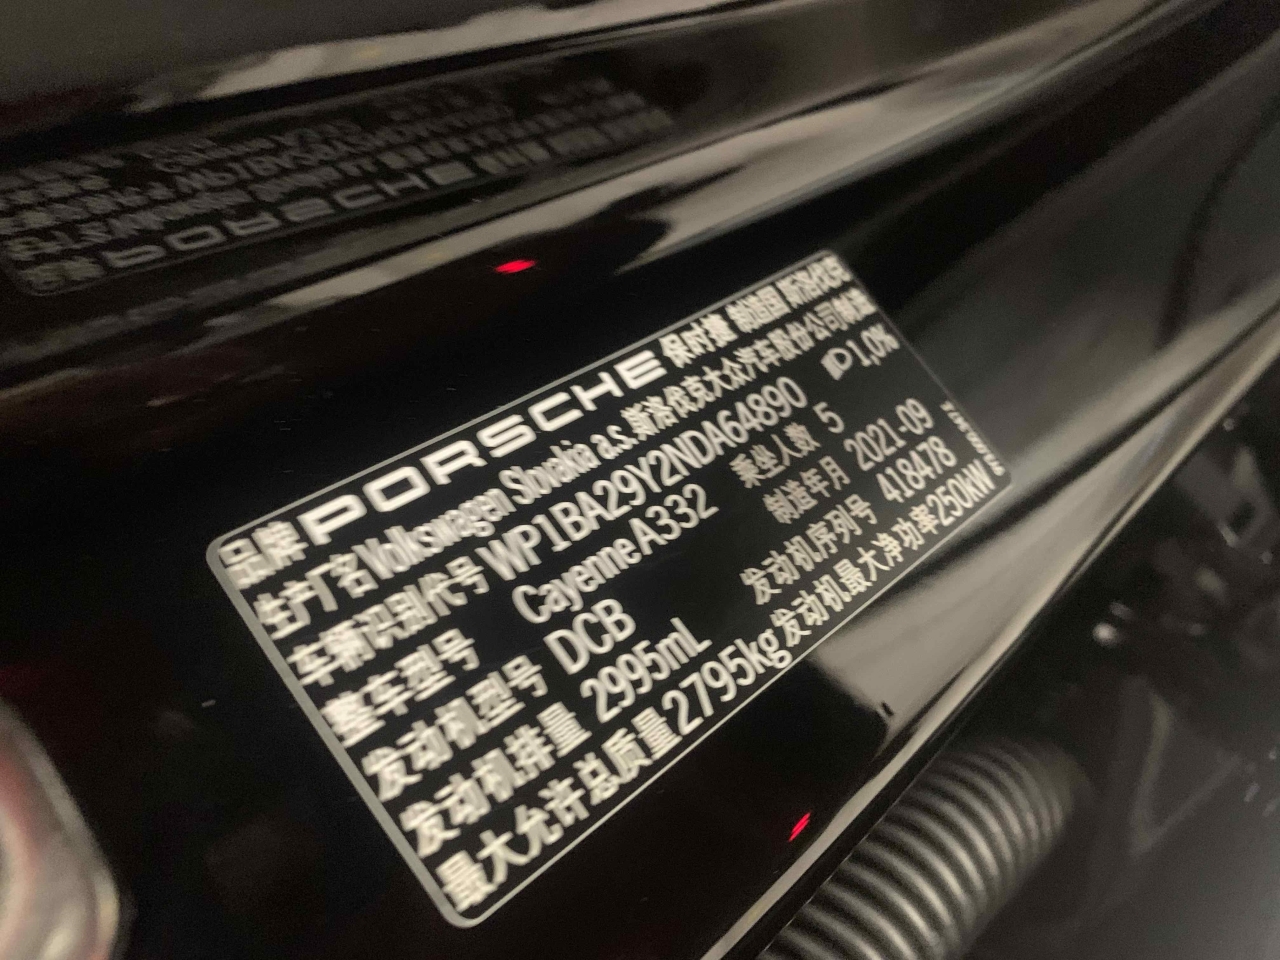 品牌 PORSCHE 保时捷 制造国 斯洛伐克
生产厂名 Volkswagen Slovakia a.s. 斯洛伐克大众汽车股份公司制造
车辆识别代号 WP1BA29Y2NDA64890 1,0%
整车型号 Cayenne A332 乘坐人数 5
发动机型号 DCB 制造年月 2021-09
发动机排量 2995mL 发动机序列号 418478
最大允许总质量 2795kg 发动机最大净功率 250kW